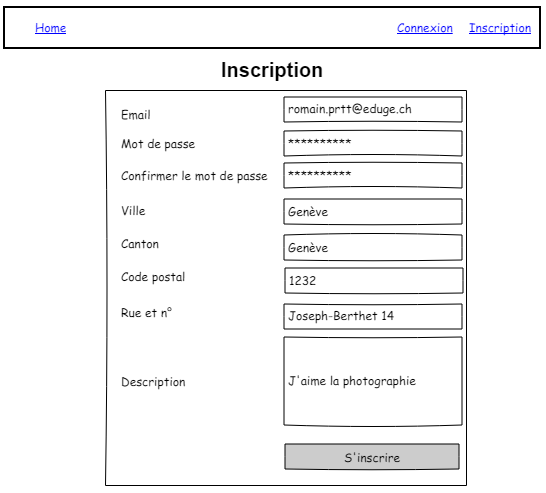 Home Connexion Inscription
Inscription
Email romain.prtt@eduge.ch
Mot de passe **********
Confirmer le mot de passe **********
Ville Genève
Canton Genève
Code postal 1232
Rue et n° Joseph-Berthet 14
Description J'aime la photographie
S'inscrire